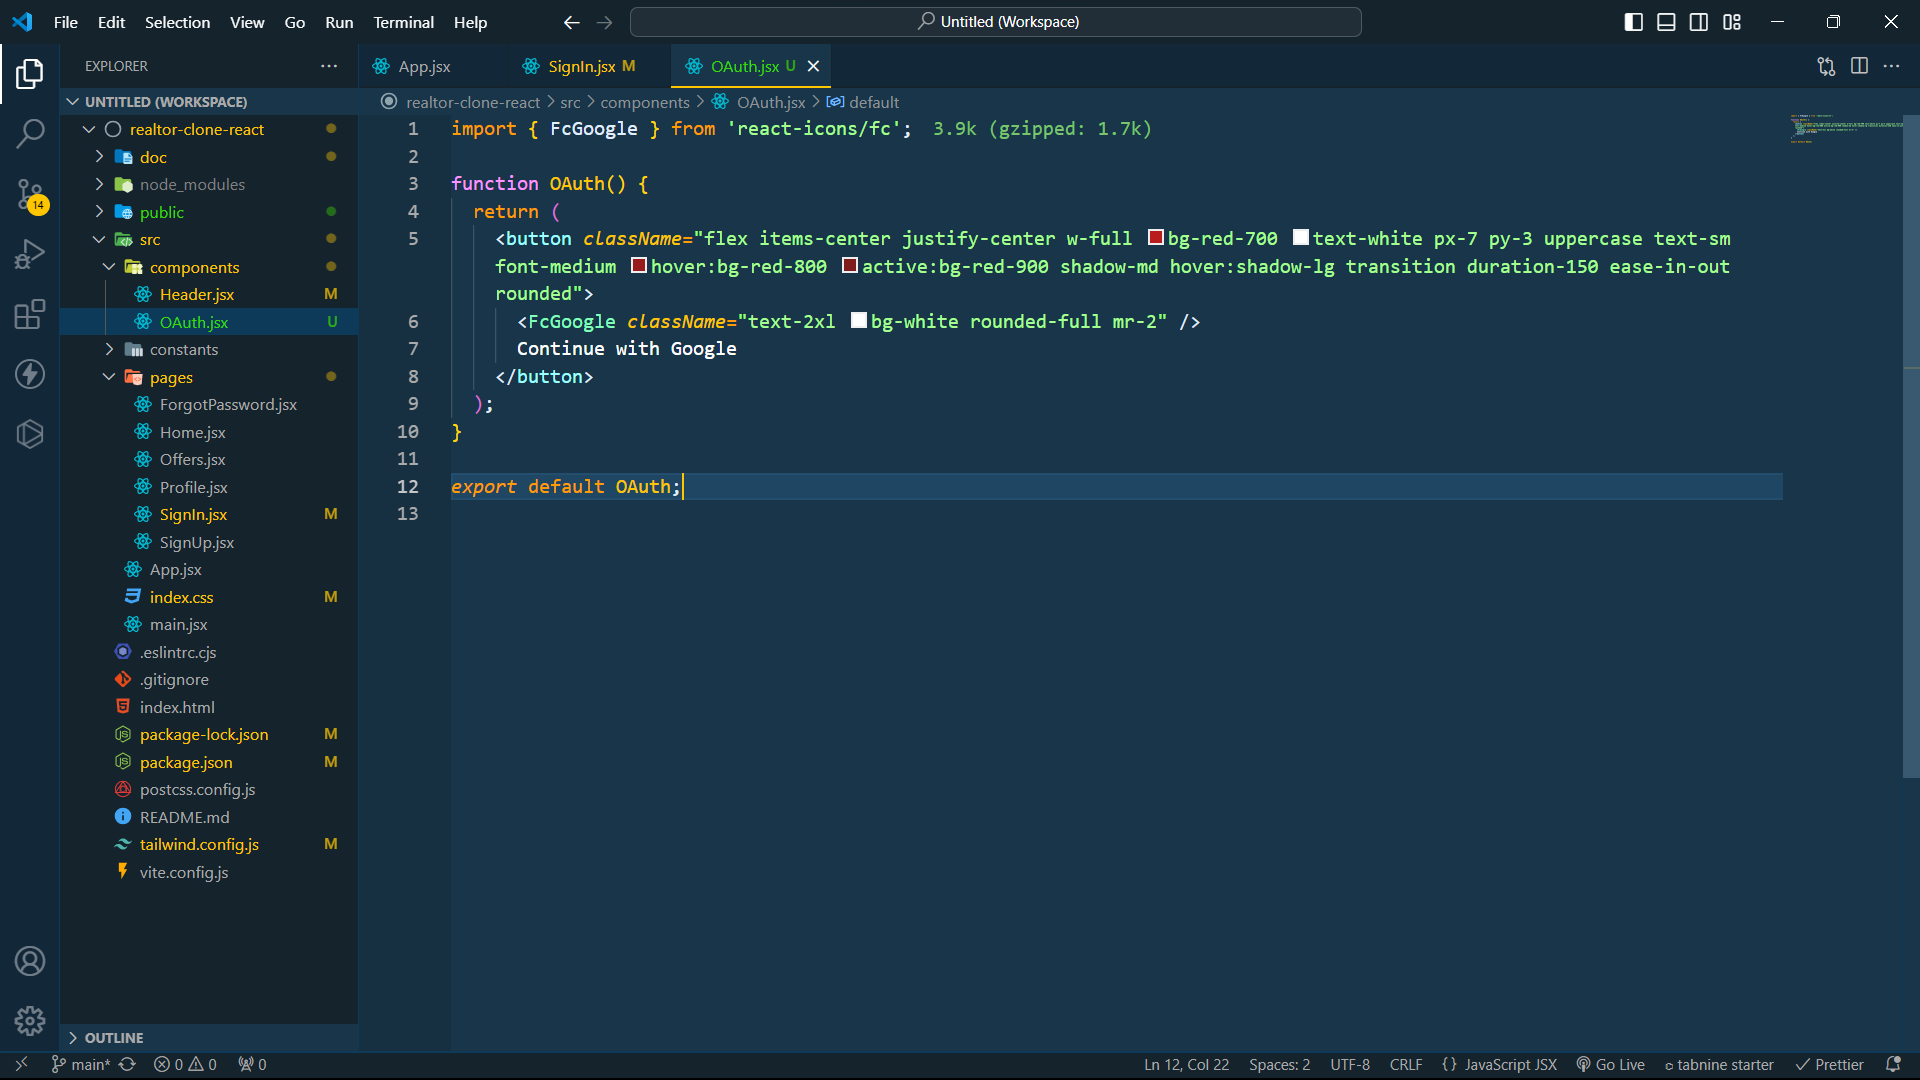 File Edit Selection View Go Run Terminal Help
Untitled (Workspace)
EXPLORER
App.jsx
SignIn.jsx M
OAuth.jsx U
UNTITLED (WORKSPACE)
realtor-clone-react > src > components > OAuth.jsx > default
realtor-clone-react
doc
node_modules
public
src
components
Header.jsx M
OAuth.jsx U
constants
pages
ForgotPassword.jsx
Home.jsx
Offers.jsx
Profile.jsx
SignIn.jsx M
SignUp.jsx
App.jsx
index.css M
main.jsx
.eslintrc.cjs
.gitignore
index.html
package-lock.json M
package.json M
postcss.config.js
README.md
tailwind.config.js M
vite.config.js
OUTLINE
14
1 import { FcGoogle } from 'react-icons/fc'; 3.9k (gzipped: 1.7k)
2
3 function OAuth() {
4 return (
5 <button className="flex items-center justify-center w-full bg-red-700 text-white px-7 py-3 uppercase text-sm
font-medium hover:bg-red-800 active:bg-red-900 shadow-md hover:shadow-lg transition duration-150 ease-in-out
rounded">
6 <FcGoogle className="text-2xl bg-white rounded-full mr-2" />
7 Continue with Google
8 </button>
9 );
10 }
11
12 export default OAuth;
13
main* 0 0 0
Ln 12, Col 22 Spaces: 2 UTF-8 CRLF {} JavaScript JSX Go Live tabnine starter Prettier